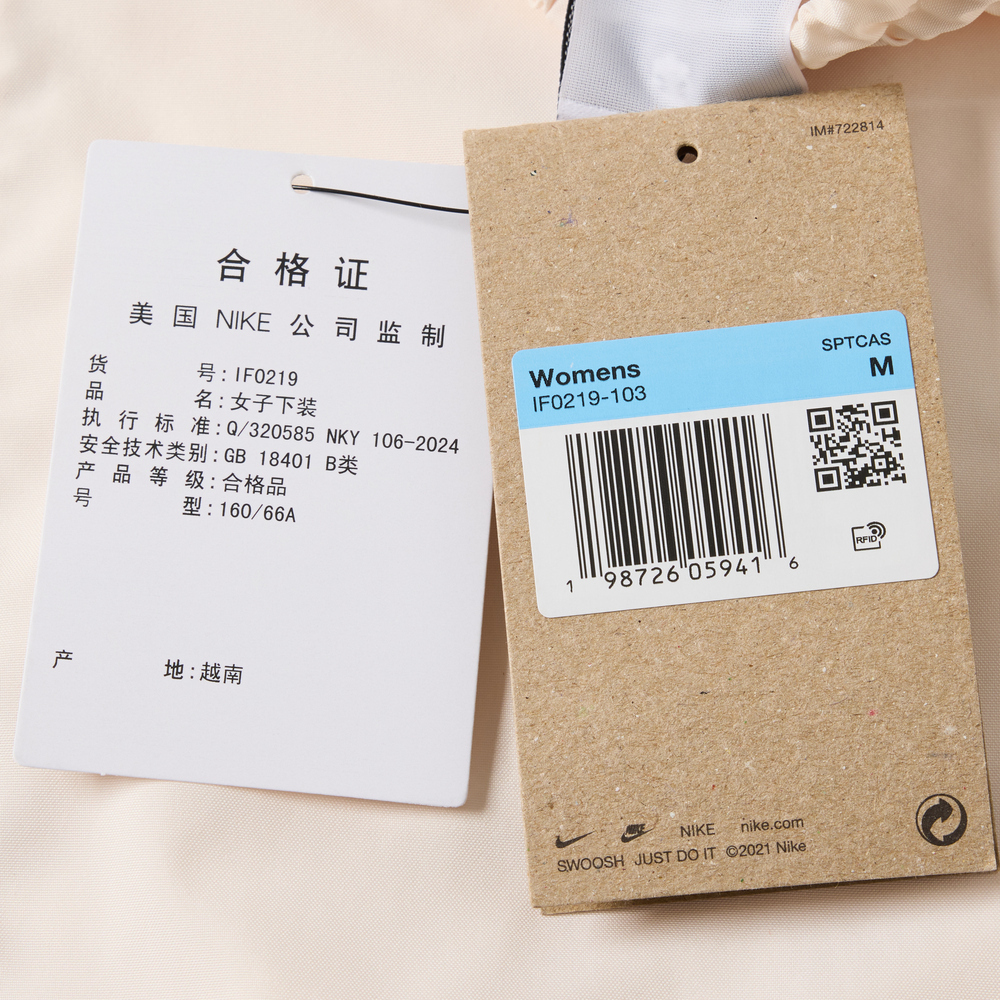 合格证
美国 NIKE 公司监制
货号: IF0219
品名: 女子下装
执行标准: Q/320585 NKY 106-2024
安全技术类别: GB 18401 B类
产品等级: 合格品
号型: 160/66A
产地: 越南
IM#722814
SPTCAS
Womens M
IF0219-103
RFID
1 98726 05941 6
NIKE nike.com
SWOOSH JUST DO IT ©2021 Nike